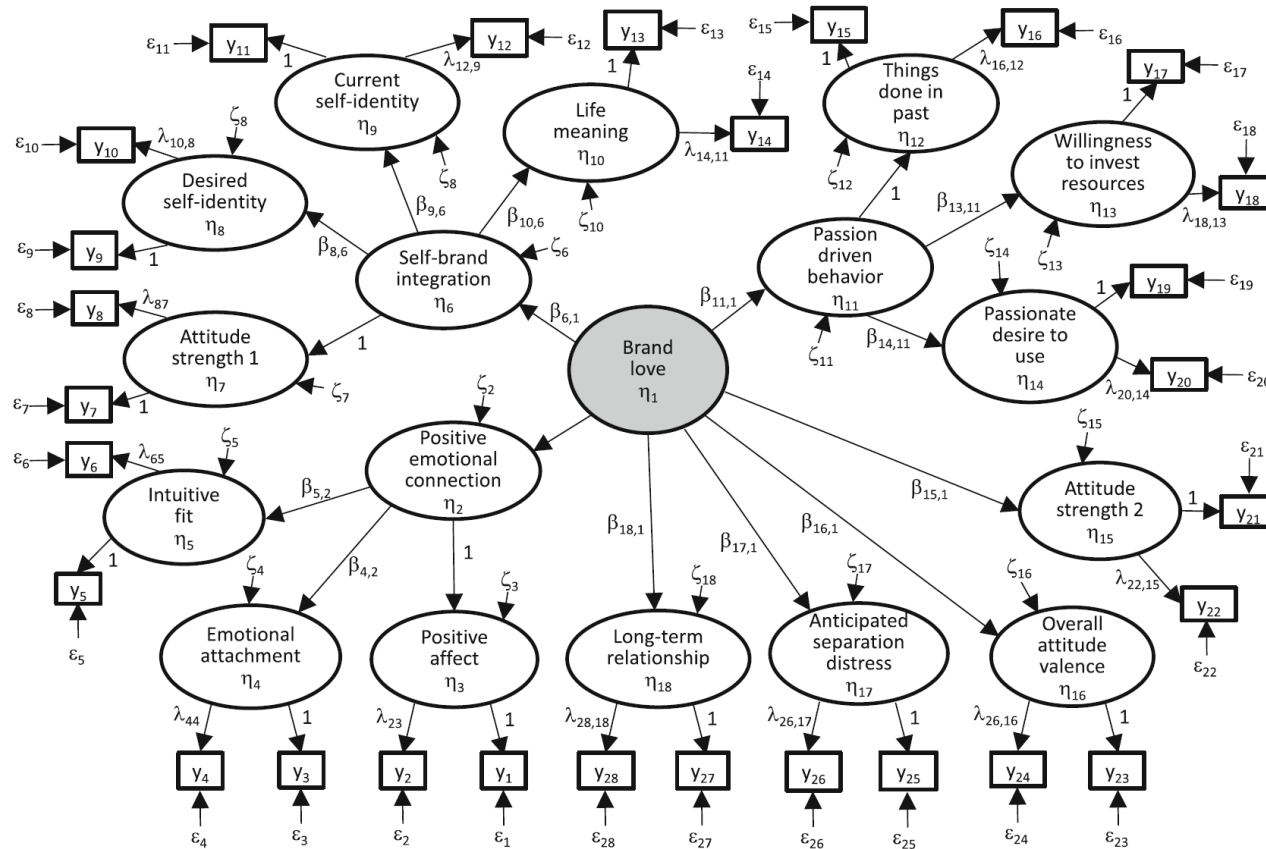 ε11 y11 1 λ12,9 y12 ε12
y13 ε13
1
Current
self-identity
η9
ζ8
Life
meaning
η10
ζ10
ε14
y14
λ14,11
ε15 y15 1
λ16,12 y16 ε16
Things
done in
past
η12
ζ12
y17 ε17
1
Willingness
to invest
resources
η13
ζ13
ε18
y18
λ18,13
ε10 y10 λ10,8 ζ8
Desired
self-identity
η8
ε9 y9 1
β8,6
β9,6
β10,6
Self-brand
integration
η6
ζ6
1
β6,1
1
β13,11
Passion
driven
behavior
η11
ζ11
β11,1
β14,11
ζ14
Passionate
desire to
use
η14
1 y19 ε19
λ20,14 y20 ε20
ε8 y8 λ87
Attitude
strength 1
η7
ζ7
ε7 y7 1
Brand
love
η1
ζ2
Positive
emotional
connection
η2
ε6 y6 λ65 ζ5
Intuitive
fit
η5
1
y5
ε5
β5,2
β4,2
1
β18,1
β17,1
β16,1
β15,1
ζ15
Attitude
strength 2
η15
ε21
1 y21
λ22,15
y22
ε22
ζ4
Emotional
attachment
η4
ζ3
Positive
affect
η3
ζ18
Long-term
relationship
η18
ζ17
Anticipated
separation
distress
η17
ζ16
Overall
attitude
valence
η16
λ44 1 λ23 1 λ28,18 1 λ26,17 1 λ26,16 1
y4 y3 y2 y1 y28 y27 y26 y25 y24 y23
ε4 ε3 ε2 ε1 ε28 ε27 ε26 ε25 ε24 ε23